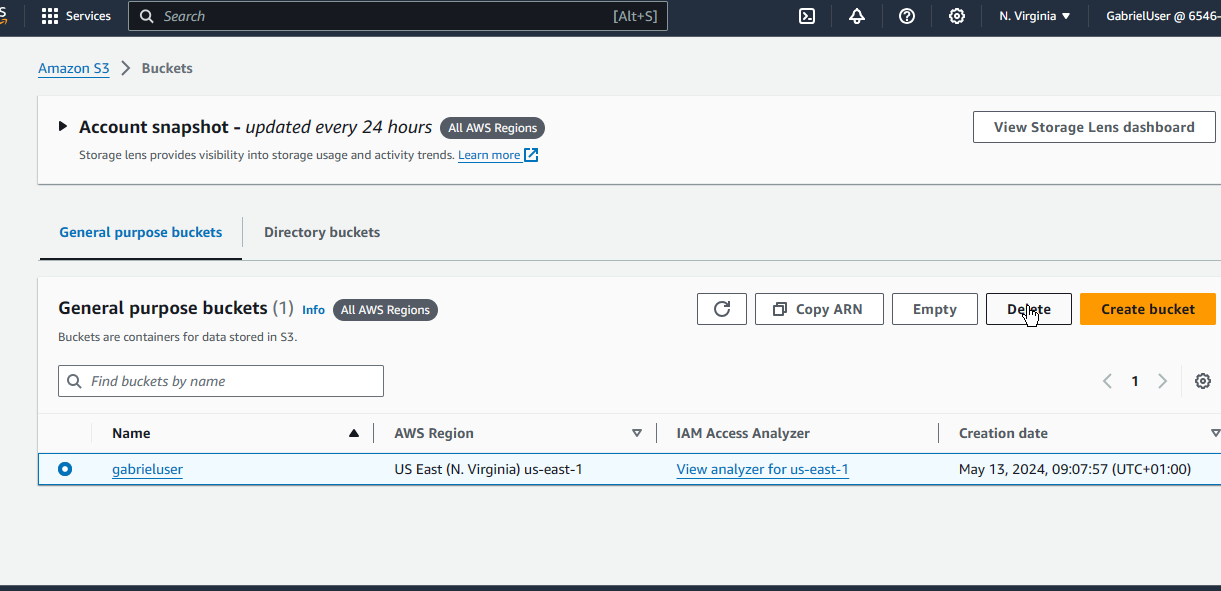 Services
Search
[Alt+S]
N. Virginia
GabrielUser @ 6546-
Amazon S3
Buckets
Account snapshot - updated every 24 hours
All AWS Regions
View Storage Lens dashboard
Storage lens provides visibility into storage usage and activity trends. Learn more
General purpose buckets
Directory buckets
General purpose buckets (1) Info
All AWS Regions
Copy ARN
Empty
Delete
Create bucket
Buckets are containers for data stored in S3.
Find buckets by name
1
Name
AWS Region
IAM Access Analyzer
Creation date
gabrieluser
US East (N. Virginia) us-east-1
View analyzer for us-east-1
May 13, 2024, 09:07:57 (UTC+01:00)